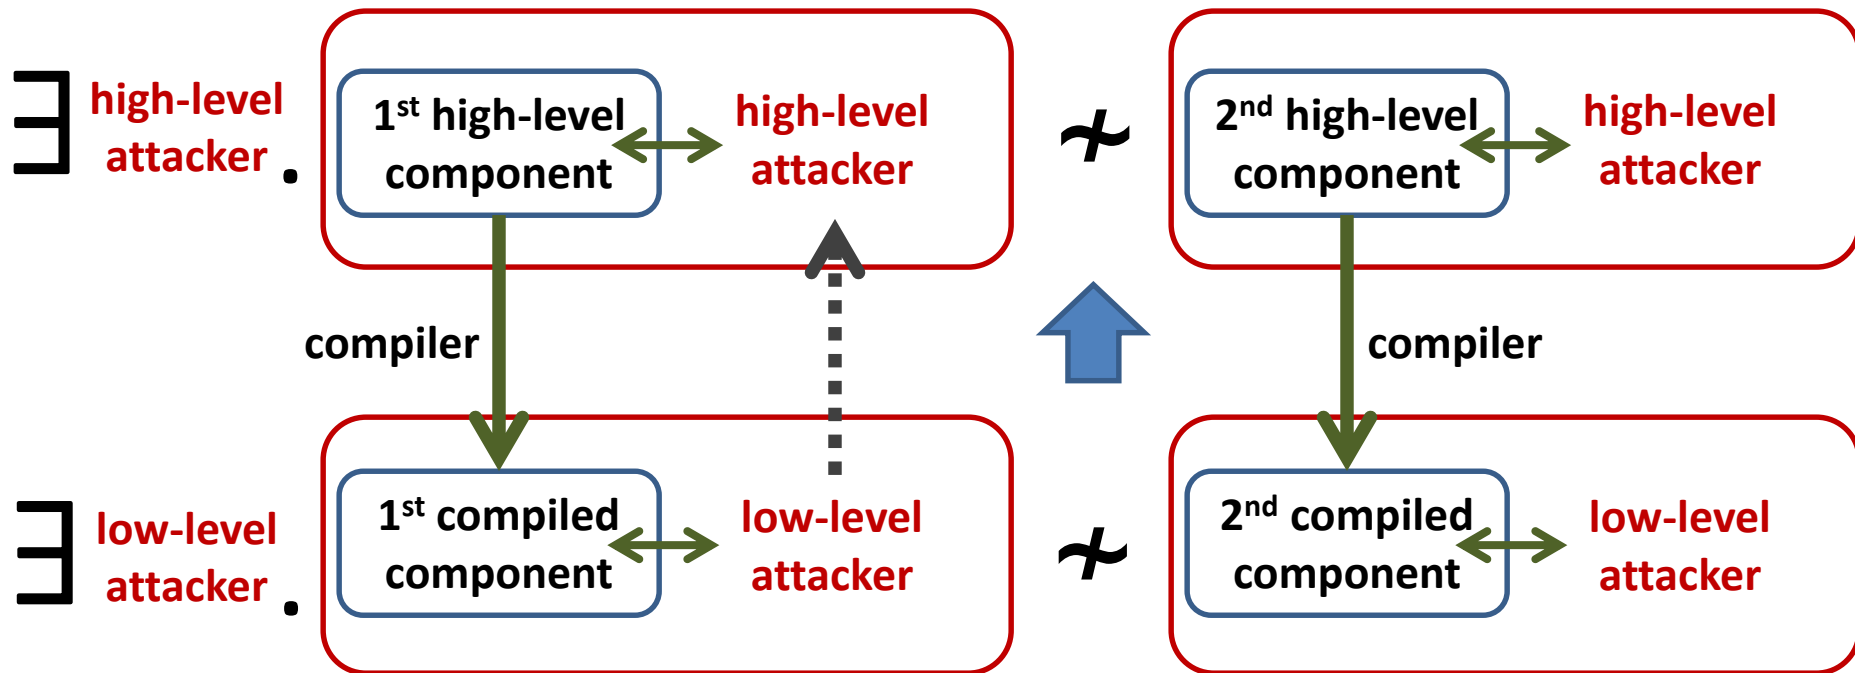 ∃ high-level
attacker .
1st high-level
component
high-level
attacker
≁
2nd high-level
component
high-level
attacker
compiler
compiler
∃ low-level
attacker .
1st compiled
component
low-level
attacker
≁
2nd compiled
component
low-level
attacker